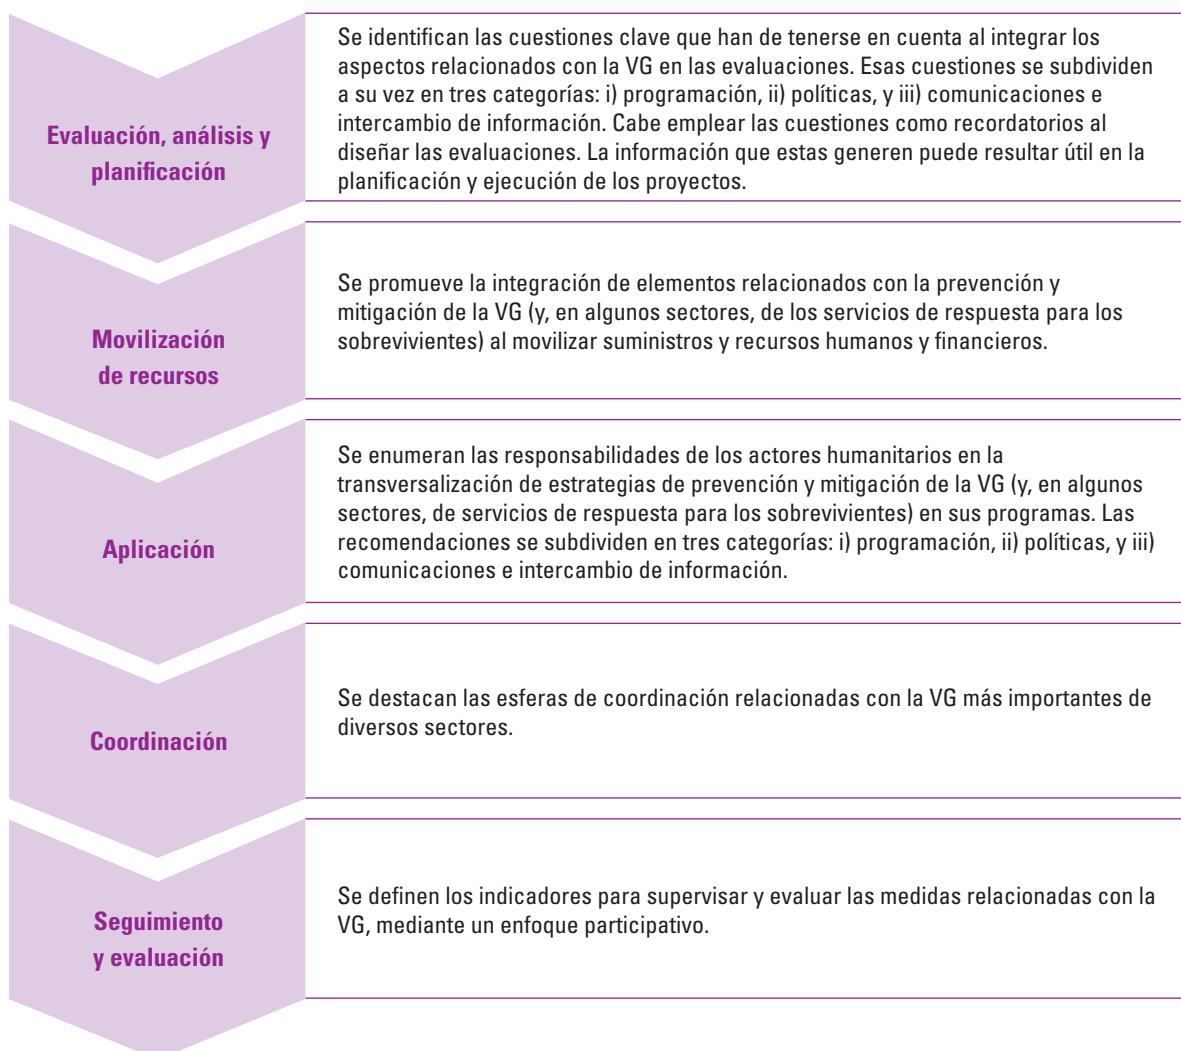 Evaluación, análisis y
planificación
Se identifican las cuestiones clave que han de tenerse en cuenta al integrar los
aspectos relacionados con la VG en las evaluaciones. Esas cuestiones se subdividen
a su vez en tres categorías: i) programación, ii) políticas, y iii) comunicaciones e
intercambio de información. Cabe emplear las cuestiones como recordatorios al
diseñar las evaluaciones. La información que estas generen puede resultar útil en la
planificación y ejecución de los proyectos.
Movilización
de recursos
Se promueve la integración de elementos relacionados con la prevención y
mitigación de la VG (y, en algunos sectores, de los servicios de respuesta para los
sobrevivientes) al movilizar suministros y recursos humanos y financieros.
Aplicación
Se enumeran las responsabilidades de los actores humanitarios en la
transversalización de estrategias de prevención y mitigación de la VG (y, en algunos
sectores, de servicios de respuesta para los sobrevivientes) en sus programas. Las
recomendaciones se subdividen en tres categorías: i) programación, ii) políticas, y iii)
comunicaciones e intercambio de información.
Coordinación
Se destacan las esferas de coordinación relacionadas con la VG más importantes de
diversos sectores.
Seguimiento
y evaluación
Se definen los indicadores para supervisar y evaluar las medidas relacionadas con la
VG, mediante un enfoque participativo.